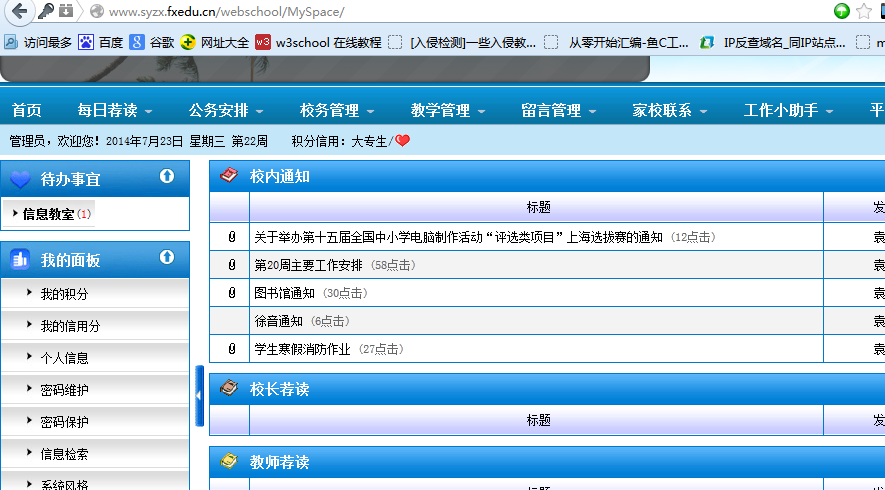 www.syzx.fxedu.cn/webschool/MySpace/
访问最多 百度 谷歌 网址大全 w3school 在线教程 [入侵检测]一些入侵教... 从零开始汇编-鱼C工... IP反查域名_同IP站点...
首页 每日荐读 公务安排 校务管理 教学管理 留言管理 家校联系 工作小助手 平
管理员，欢迎您! 2014年7月23日 星期三 第22周 积分信用: 大专生/
待办事宜
信息教室(1)
我的面板
我的积分
我的信用分
个人信息
密码维护
密码保护
信息检索
系统风格
校内通知
标题 发
关于举办第十五届全国中小学电脑制作活动“评选类项目”上海选拔赛的通知 (12点击) 袁
第20周主要工作安排 (58点击) 袁
图书馆通知 (30点击) 袁
徐音通知 (6点击) 袁
学生寒假消防作业 (27点击) 袁
校长荐读
标题 发
教师荐读
标题